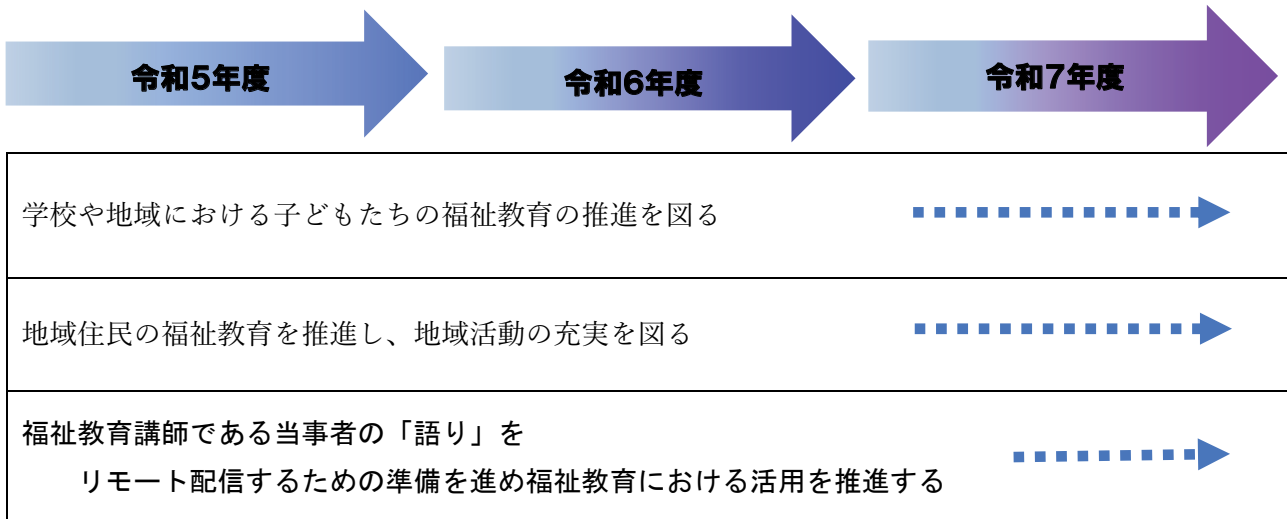 令和5年度
令和6年度
令和7年度
学校や地域における子どもたちの福祉教育の推進を図る
地域住民の福祉教育を推進し、地域活動の充実を図る
福祉教育講師である当事者の「語り」を
リモート配信するための準備を進め福祉教育における活用を推進する